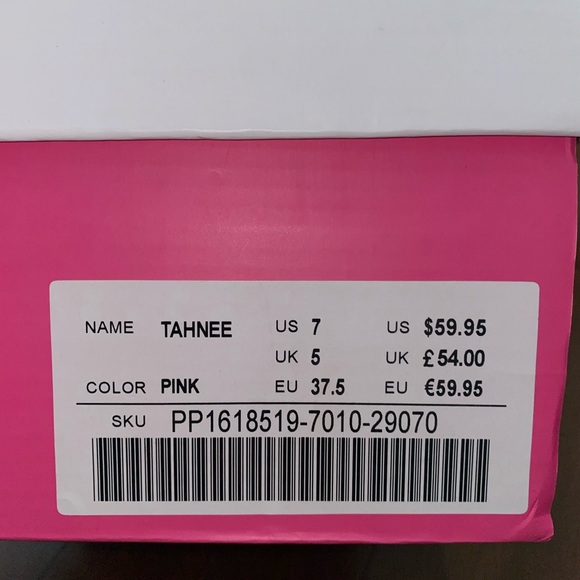 NAME TAHNEE US 7 US $59.95
UK 5 UK £54.00
COLOR PINK EU 37.5 EU €59.95
SKU PP1618519-7010-29070